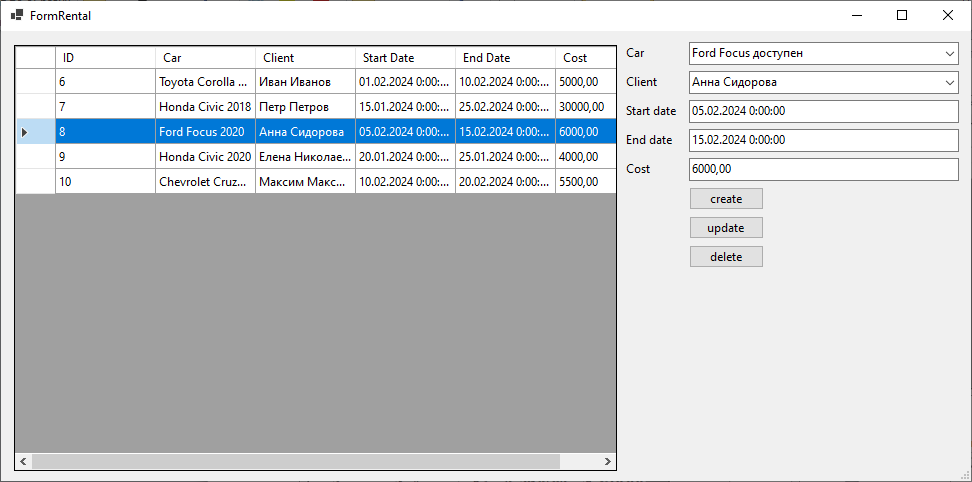 FormRental
ID Car Client Start Date End Date Cost
6 Toyota Corolla ... Иван Иванов 01.02.2024 0:00:... 10.02.2024 0:00:... 5000,00
7 Honda Civic 2018 Петр Петров 15.01.2024 0:00:... 25.02.2024 0:00:... 30000,00
8 Ford Focus 2020 Анна Сидорова 05.02.2024 0:00:... 15.02.2024 0:00:... 6000,00
9 Honda Civic 2020 Елена Николае... 20.01.2024 0:00:... 25.01.2024 0:00:... 4000,00
10 Chevrolet Cruz... Максим Макс... 10.02.2024 0:00:... 20.02.2024 0:00:... 5500,00
Car Ford Focus доступен
Client Анна Сидорова
Start date 05.02.2024 0:00:00
End date 15.02.2024 0:00:00
Cost 6000,00
create
update
delete